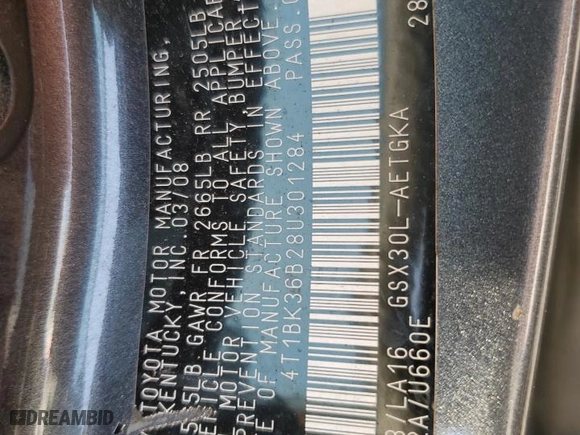 TOYOTA MOTOR MANUFACTURING,
KENTUCKY, INC. 03/08
5LB GAWR FR 2665LB RR 2505LB
ICLE CONFORMS TO ALL APPLICAB
MOTOR VEHICLE SAFETY, BUMPER,
PREVENTION STANDARDS IN EFFECT
E OF MANUFACTURE SHOWN ABOVE.
4T1BK36B28U301284 PASS C
/LA16 GSX30L-AETGKA 28
A/U660E
DREAMBID